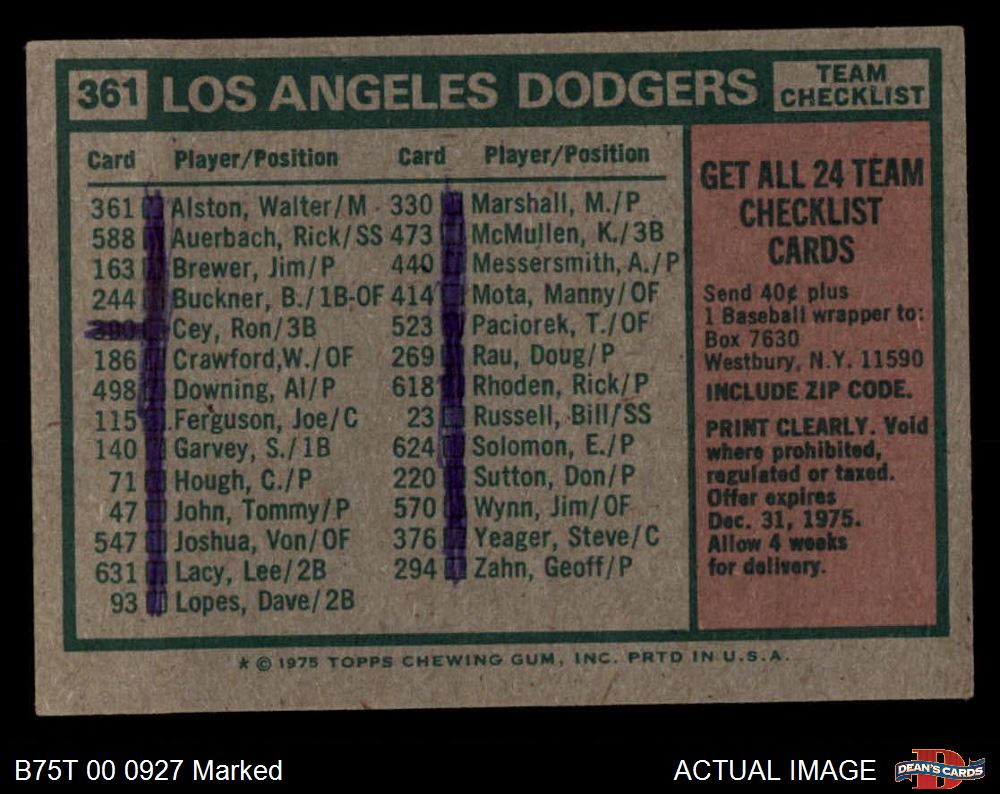 361 LOS ANGELES DODGERS TEAM CHECKLIST
Card Player/Position Card Player/Position
361 Alston, Walter/M 330 Marshall, M./P
588 Auerbach, Rick/SS 473 McMullen, K./3B
163 Brewer, Jim/P 440 Messersmith, A./P
244 Buckner, B./1B-OF 414 Mota, Manny/OF
Cey, Ron/3B 523 Paciorek, T./OF
186 Crawford,W./OF 269 Rau, Doug/P
498 Downing, Al/P 618 Rhoden, Rick/P
115 Ferguson, Joe/C 23 Russell, Bill/SS
140 Garvey, S./1B 624 Solomon, E./P
71 Hough, C./P 220 Sutton, Don/P
47 John, Tommy/P 570 Wynn, Jim/OF
547 Joshua, Von/OF 376 Yeager, Steve/C
631 Lacy, Lee/2B 294 Zahn, Geoff/P
93 Lopes, Dave/2B
GET ALL 24 TEAM
CHECKLIST
CARDS
Send 40¢ plus
1 Baseball wrapper to:
Box 7630
Westbury, N.Y. 11590
INCLUDE ZIP CODE.
PRINT CLEARLY. Void
where prohibited,
regulated or taxed.
Offer expires
Dec. 31, 1975.
Allow 4 weeks
for delivery.
* © 1975 TOPPS CHEWING GUM, INC. PRTD IN U.S.A.
B75T 00 0927 Marked
ACTUAL IMAGE
DEAN'S CARDS